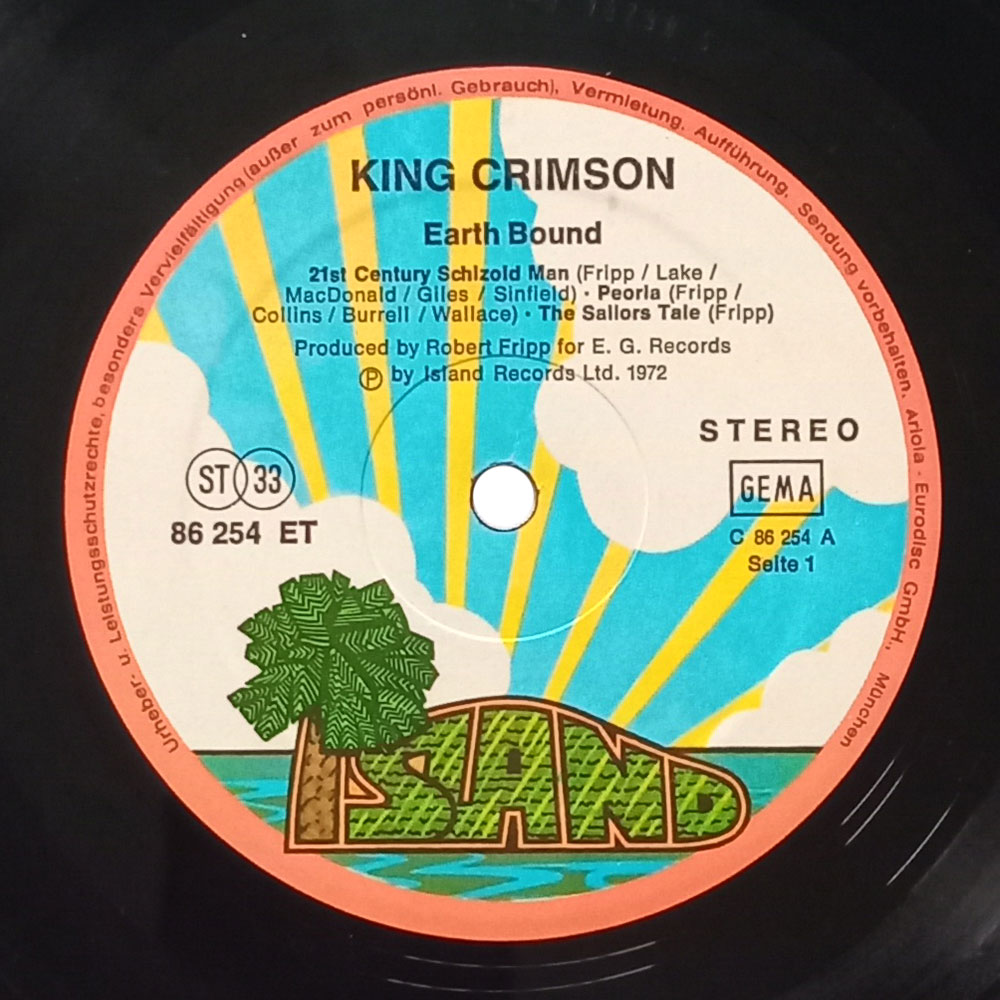 Urheber- u. Leistungsschutzrechte, besonders Vervielfältigung (außer zum persönl. Gebrauch), Vermietung, Aufführung, Sendung vorbehalten. Ariola - Eurodisc GmbH., München
KING CRIMSON
Earth Bound
21st Century Schizoid Man (Fripp / Lake /
MacDonald / Giles / Sinfield) · Peoria (Fripp /
Collins / Burrell / Wallace) · The Sailors Tale (Fripp)
Produced by Robert Fripp for E. G. Records
℗ by Island Records Ltd. 1972
STEREO
ST 33
GEMA
86 254 ET
C 86 254 A
Seite 1
ISLAND